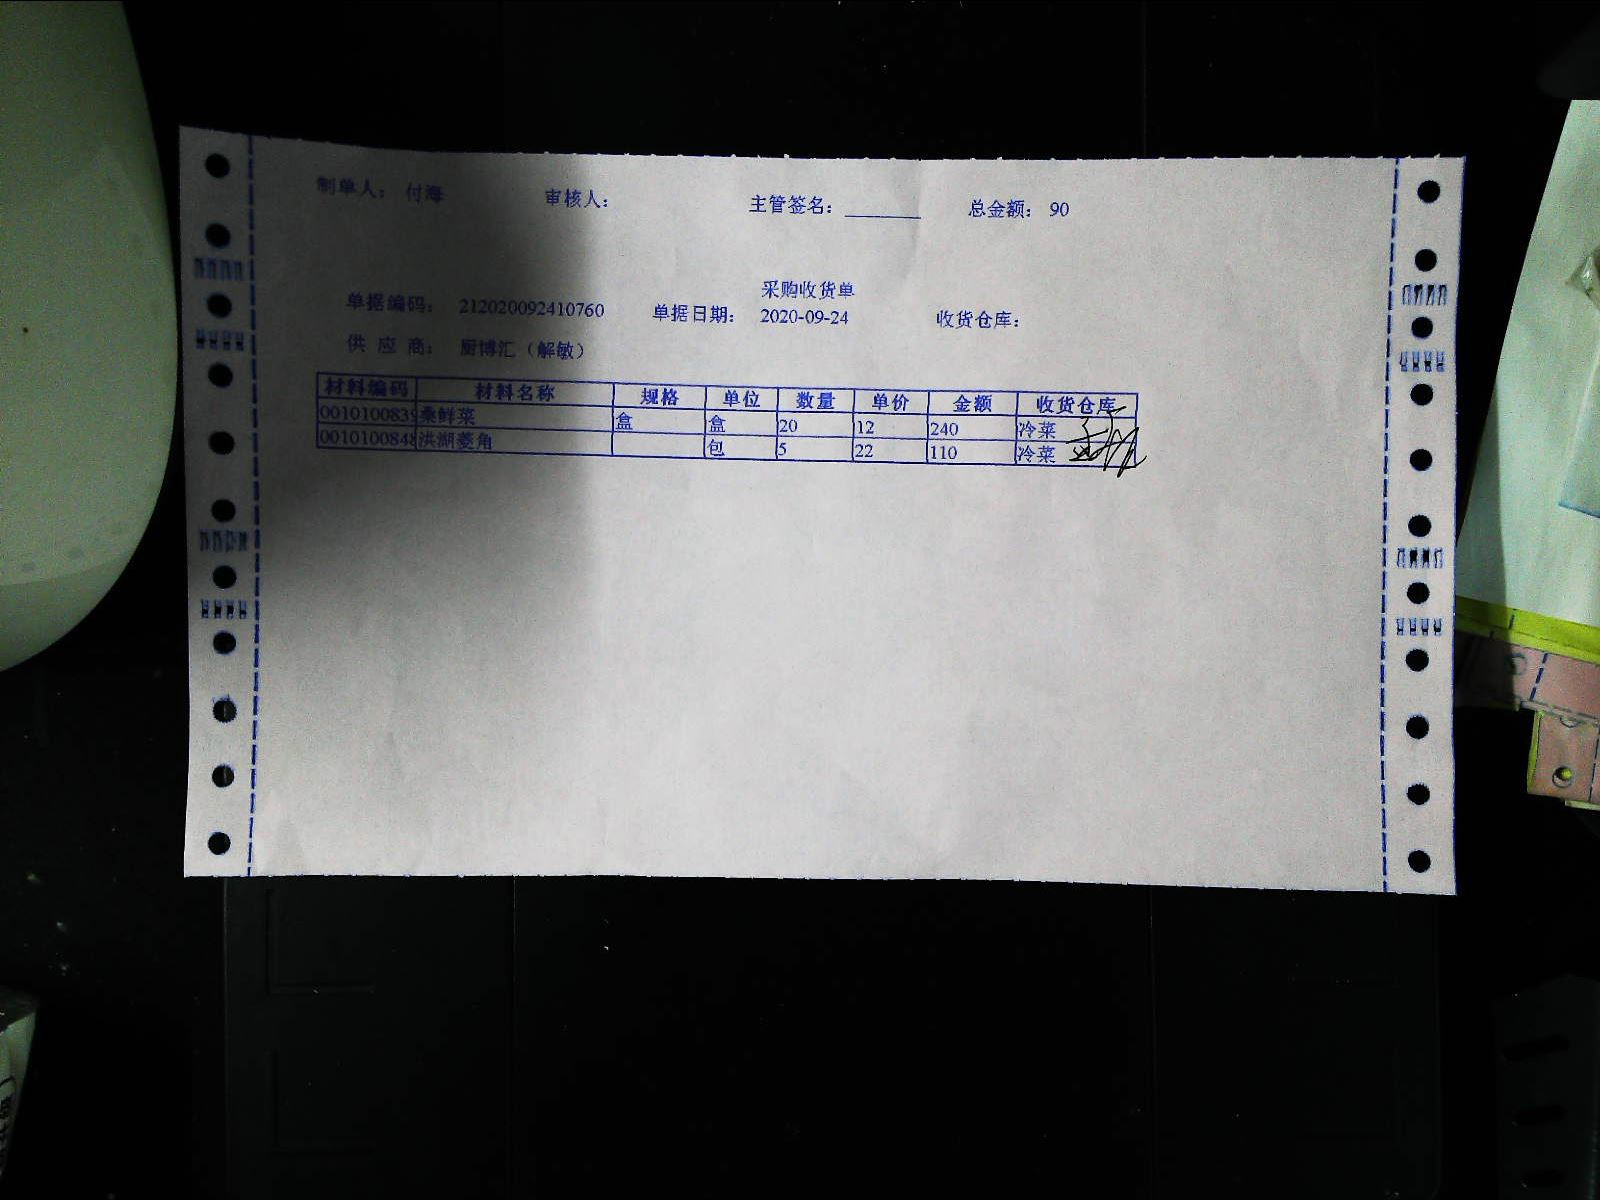 制单人： 付海 审核人： 主管签名： 总金额： 90
采购收货单
单据编码： 212020092410760 单据日期： 2020-09-24 收货仓库：
供 应 商： 厨博汇（解敏）
材料编码 材料名称 规格 单位 数量 单价 金额 收货仓库
0010100839 桑鲜菜 盒 盒 20 12 240 冷菜
0010100848 洪湖菱角 包 5 22 110 冷菜